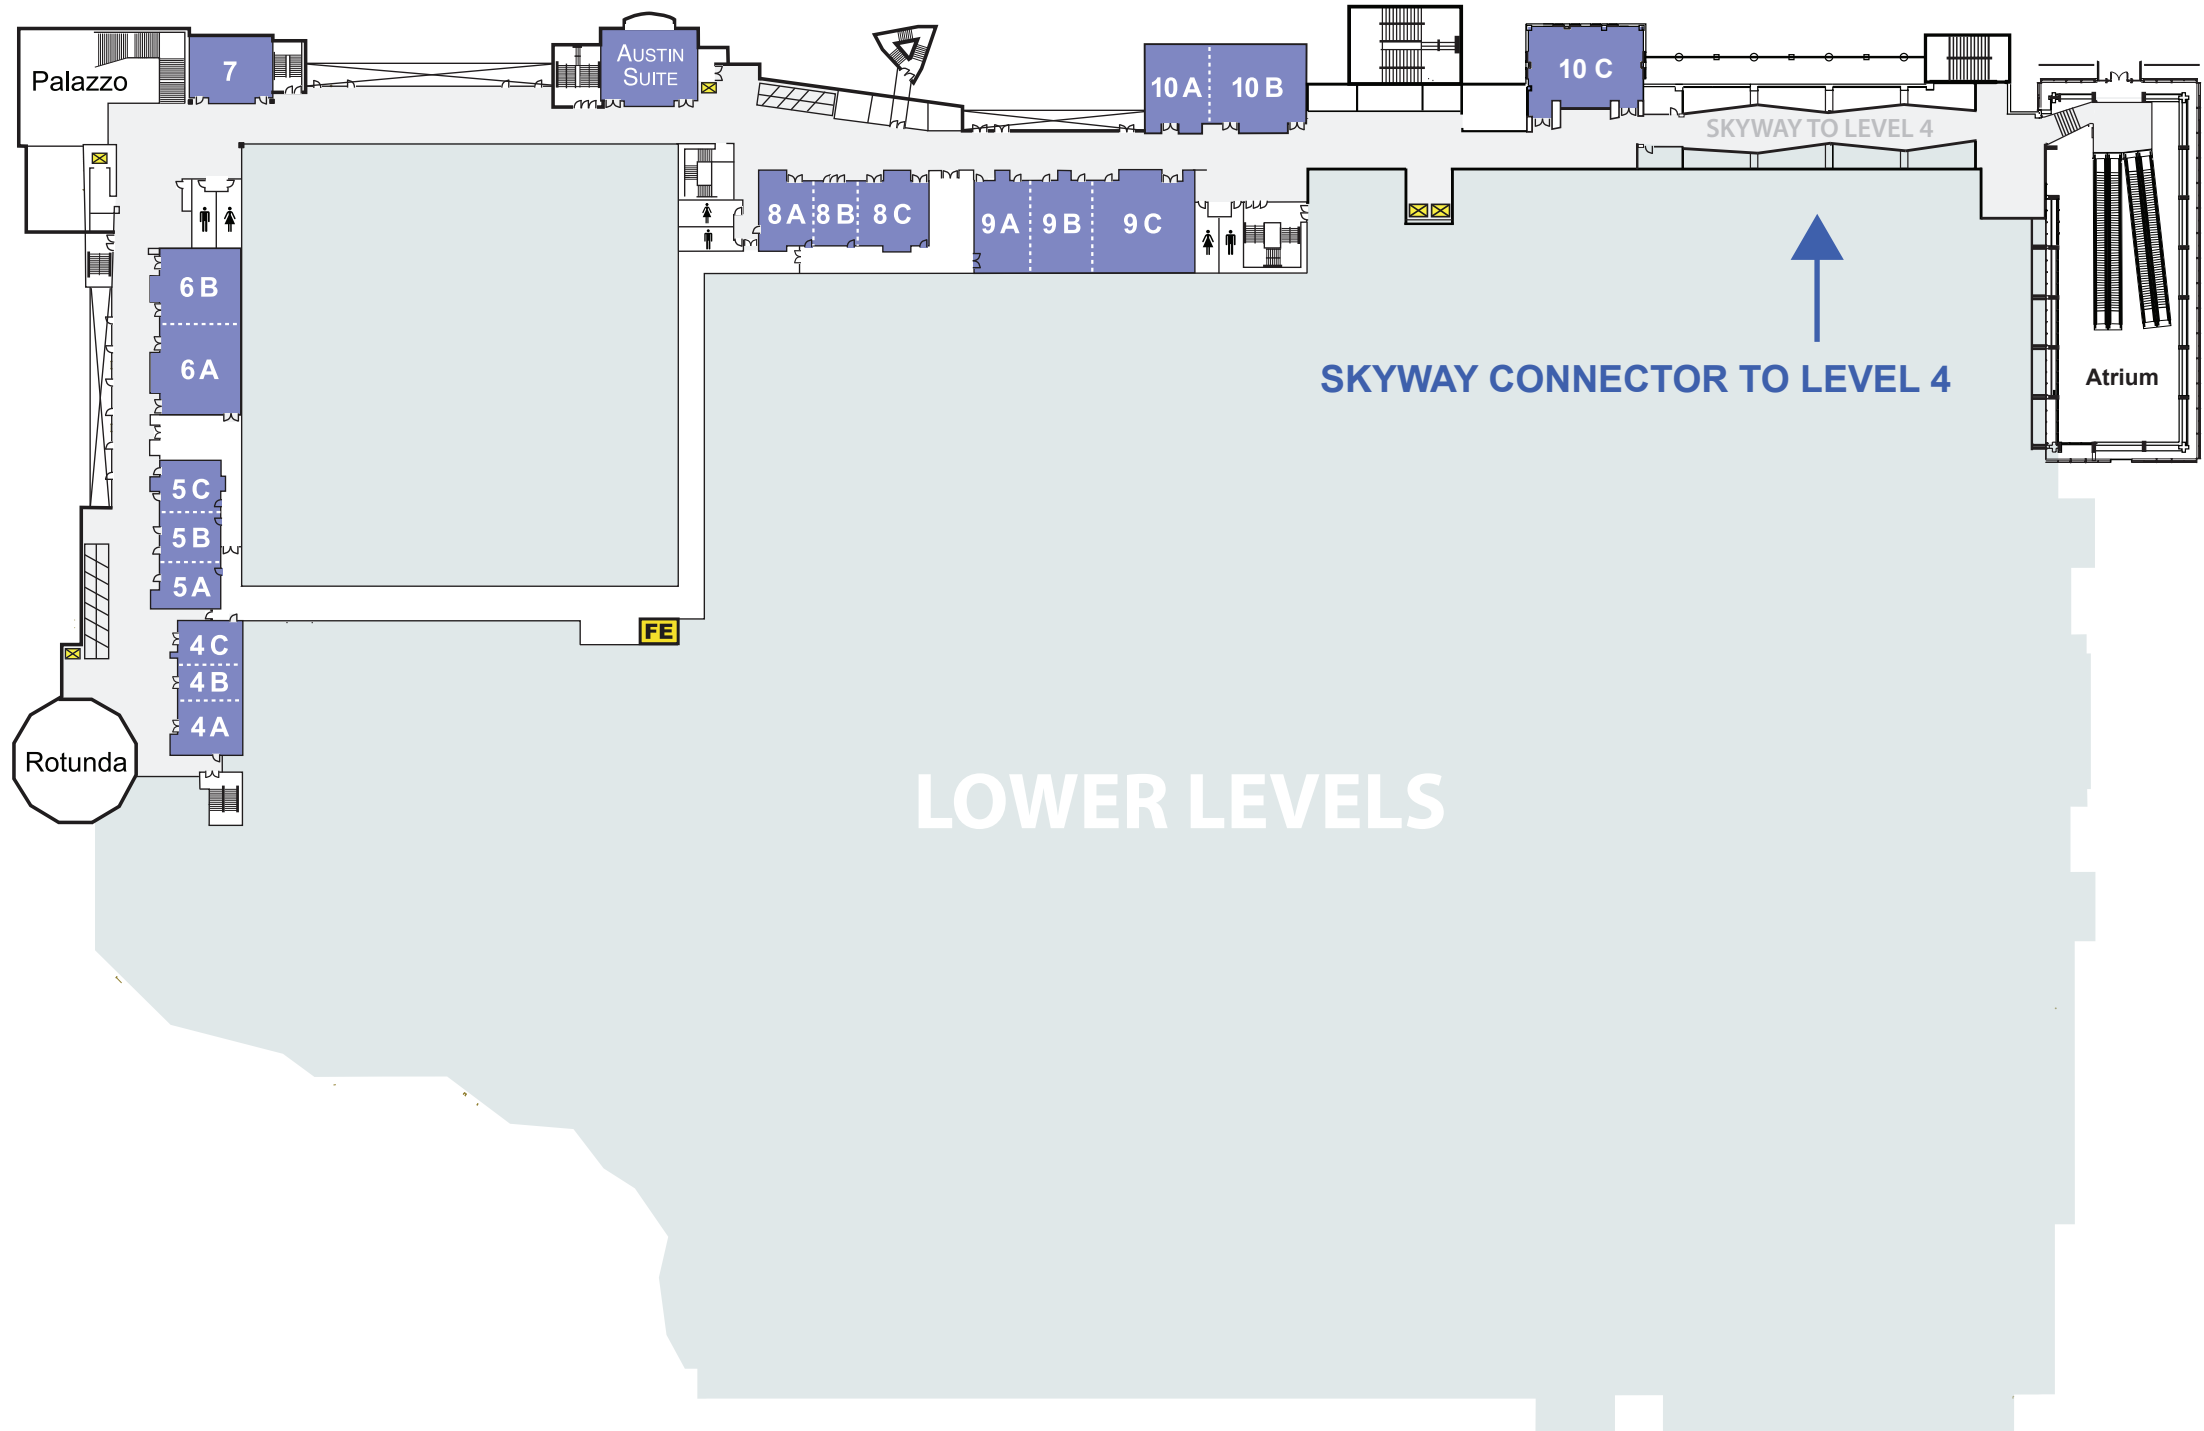 Palazzo
7
AUSTIN
SUITE
10 A
10 B
10 C
SKYWAY TO LEVEL 4
8 A
8 B
8 C
9 A
9 B
9 C
6 B
6 A
SKYWAY CONNECTOR TO LEVEL 4
Atrium
5 C
5 B
5 A
FE
4 C
4 B
4 A
Rotunda
LOWER LEVELS